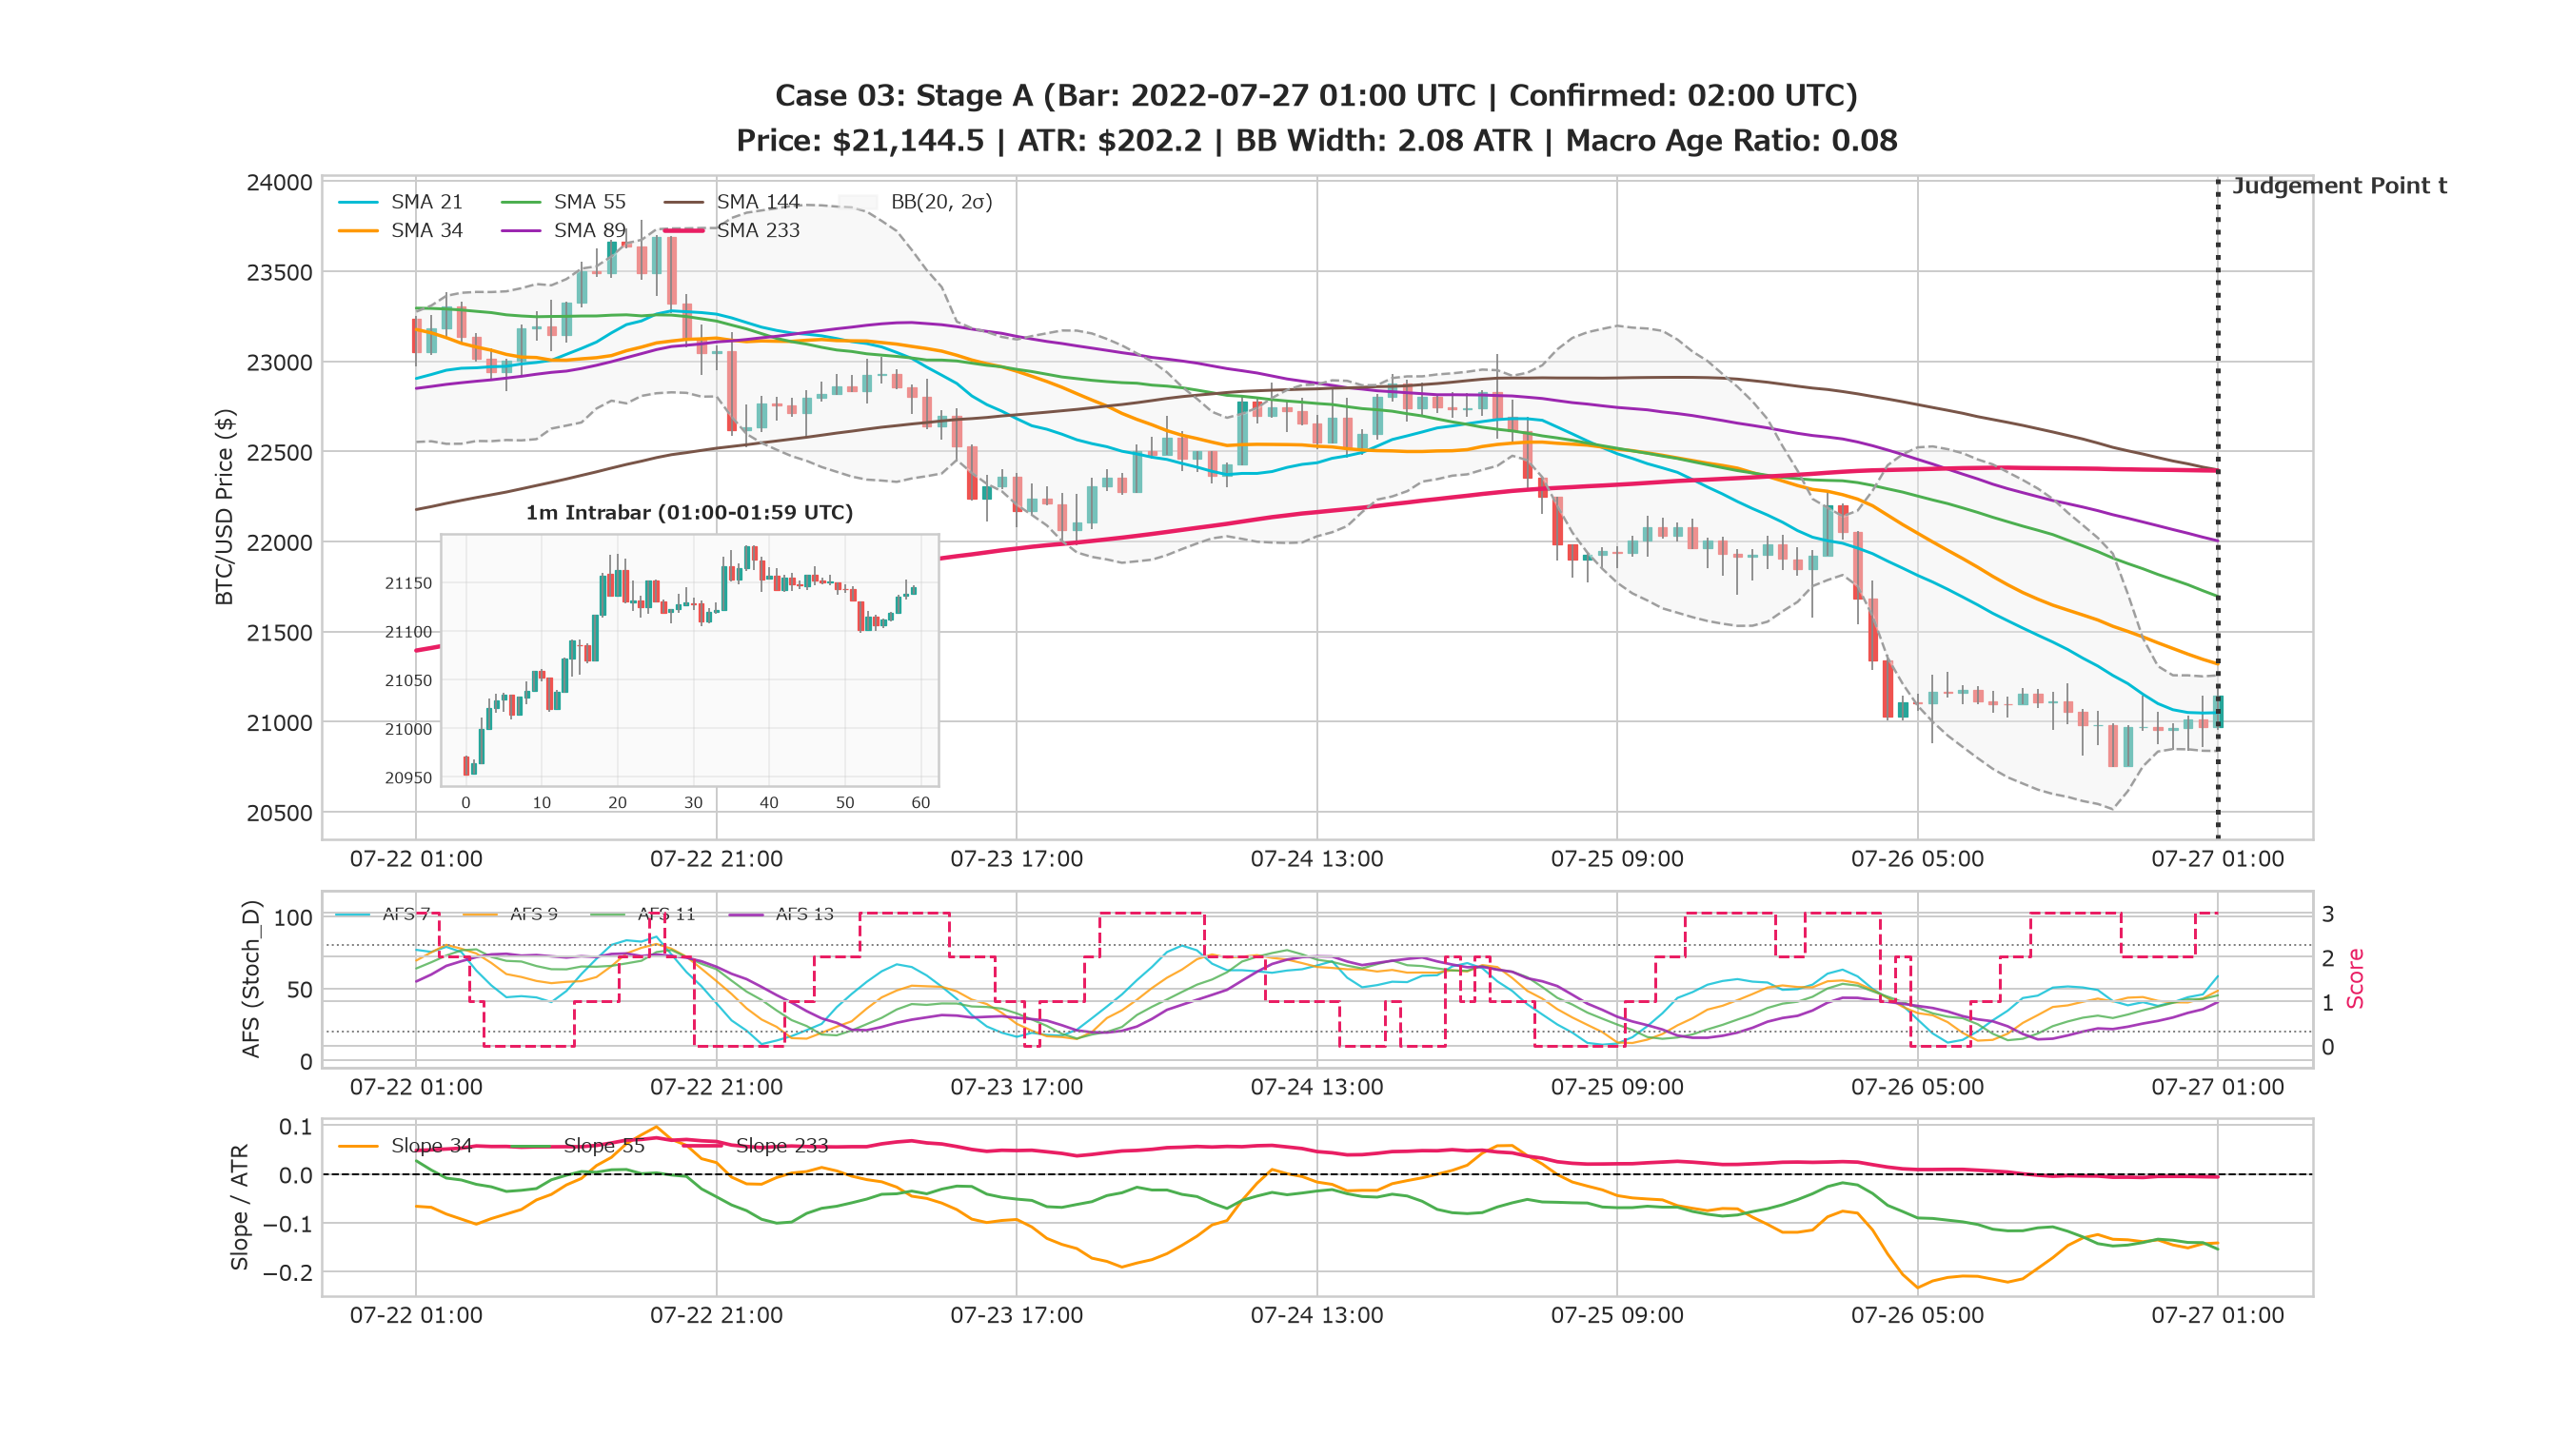 Case 03: Stage A (Bar: 2022-07-27 01:00 UTC | Confirmed: 02:00 UTC)
Price: $21,144.5 | ATR: $202.2 | BB Width: 2.08 ATR | Macro Age Ratio: 0.08
Judgement Point t
SMA 21 SMA 55 SMA 144 BB(20, 2σ)
SMA 34 SMA 89 SMA 233
BTC/USD Price ($)
24000
23500
23000
22500
22000
21500
21000
20500
1m Intrabar (01:00-01:59 UTC)
21150
21100
21050
21000
20950
0 10 20 30 40 50 60
07-22 01:00 07-22 21:00 07-23 17:00 07-24 13:00 07-25 09:00 07-26 05:00 07-27 01:00
AFS (Stoch_D)
AFS 7 AFS 9 AFS 11 AFS 13
100
50
0
3
2
1
0
Score
07-22 01:00 07-22 21:00 07-23 17:00 07-24 13:00 07-25 09:00 07-26 05:00 07-27 01:00
Slope / ATR
Slope 34 Slope 55 Slope 233
0.1
0.0
−0.1
−0.2
07-22 01:00 07-22 21:00 07-23 17:00 07-24 13:00 07-25 09:00 07-26 05:00 07-27 01:00